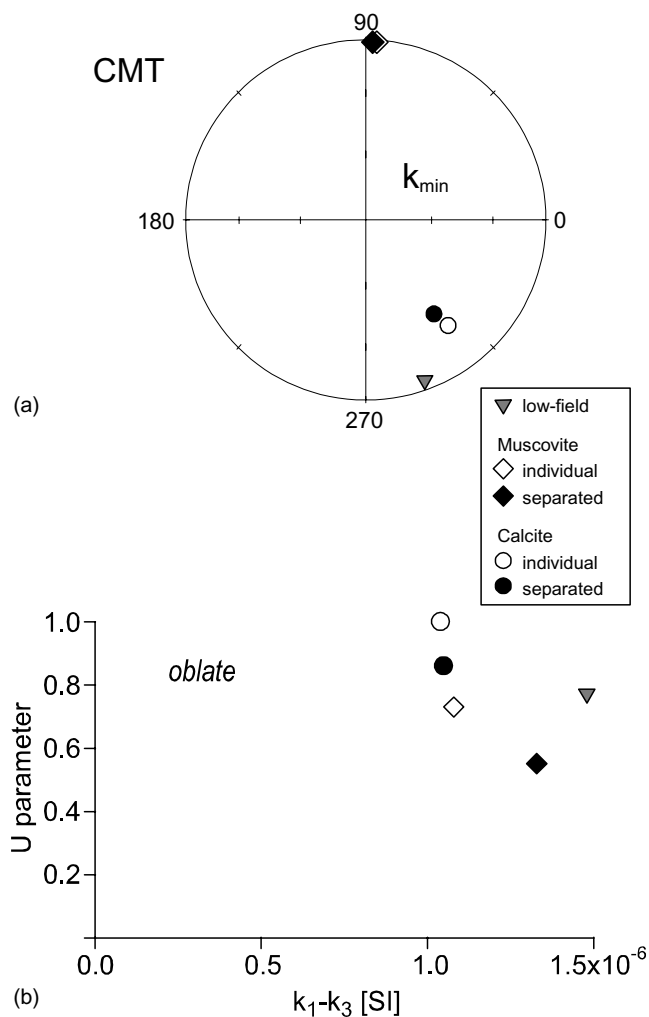 90
CMT
k_min
180
0
(a)
270
low-field
Muscovite
individual
separated
Calcite
individual
separated
1.0
oblate
0.8
0.6
0.4
0.2
U parameter
0.0
0.5
1.0
1.5x10^-6
k_1-k_3 [SI]
(b)